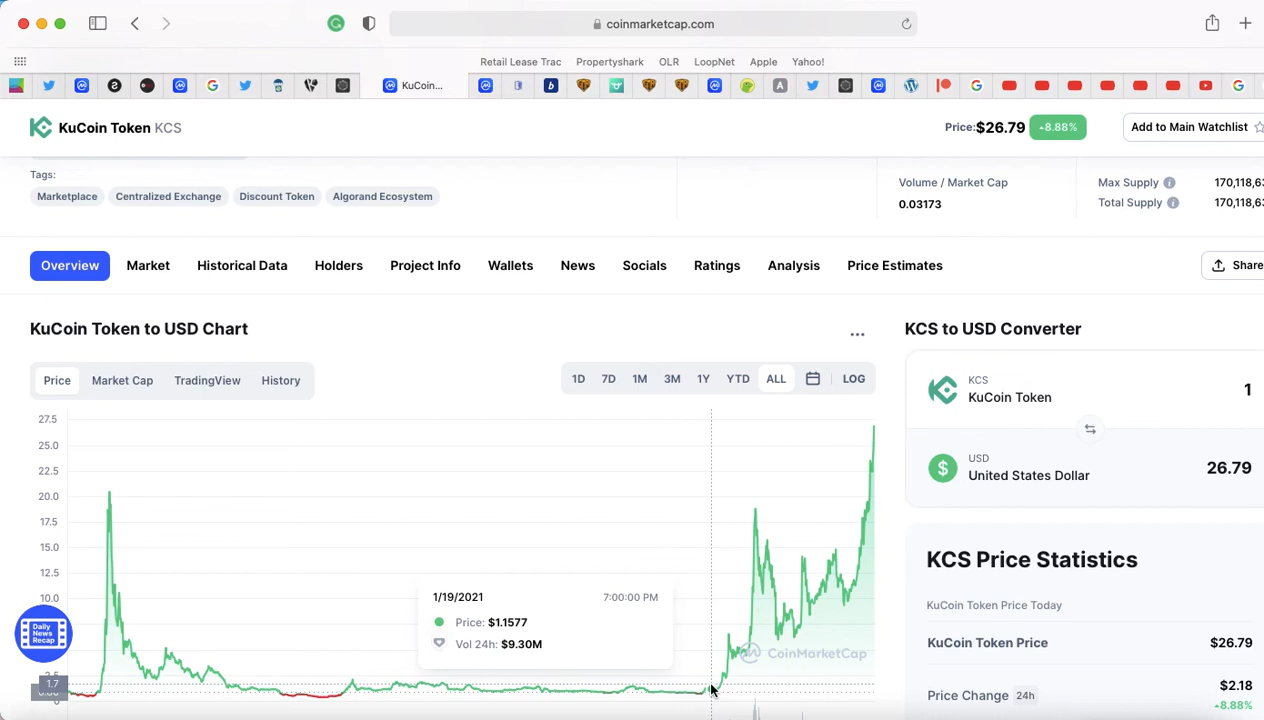 coinmarketcap.com
Retail Lease Trac Propertyshark OLR LoopNet Apple Yahoo!
KuCoin...
KuCoin Token KCS
Price:$26.79 8.88% Add to Main Watchlist
Tags:
Marketplace Centralized Exchange Discount Token Algorand Ecosystem
Volume / Market Cap
0.03173
Max Supply 170,118,63
Total Supply 170,118,63
Overview Market Historical Data Holders Project Info Wallets News Socials Ratings Analysis Price Estimates Share
KuCoin Token to USD Chart
...
Price Market Cap TradingView History
1D 7D 1M 3M 1Y YTD ALL LOG
27.5
25.0
22.5
20.0
17.5
15.0
12.5
10.0
1.7
0
1/19/2021 7:00:00 PM
Price: $1.1577
Vol 24h: $9.30M
CoinMarketCap
Daily
News
Recap
KCS to USD Converter
KCS
KuCoin Token 1
USD
United States Dollar 26.79
KCS Price Statistics
KuCoin Token Price Today
KuCoin Token Price $26.79
Price Change 24h $2.18
8.88%